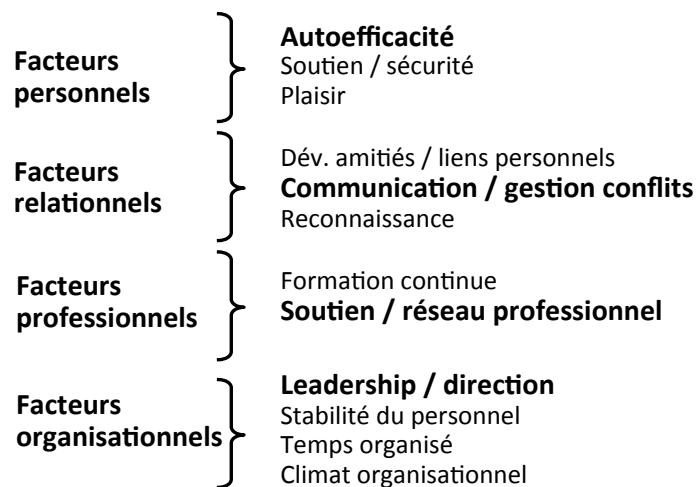 Facteurs
personnels
Autoefficacité
Soutien / sécurité
Plaisir
Facteurs
relationnels
Dév. amitiés / liens personnels
Communication / gestion conflits
Reconnaissance
Facteurs
professionnels
Formation continue
Soutien / réseau professionnel
Facteurs
organisationnels
Leadership / direction
Stabilité du personnel
Temps organisé
Climat organisationnel